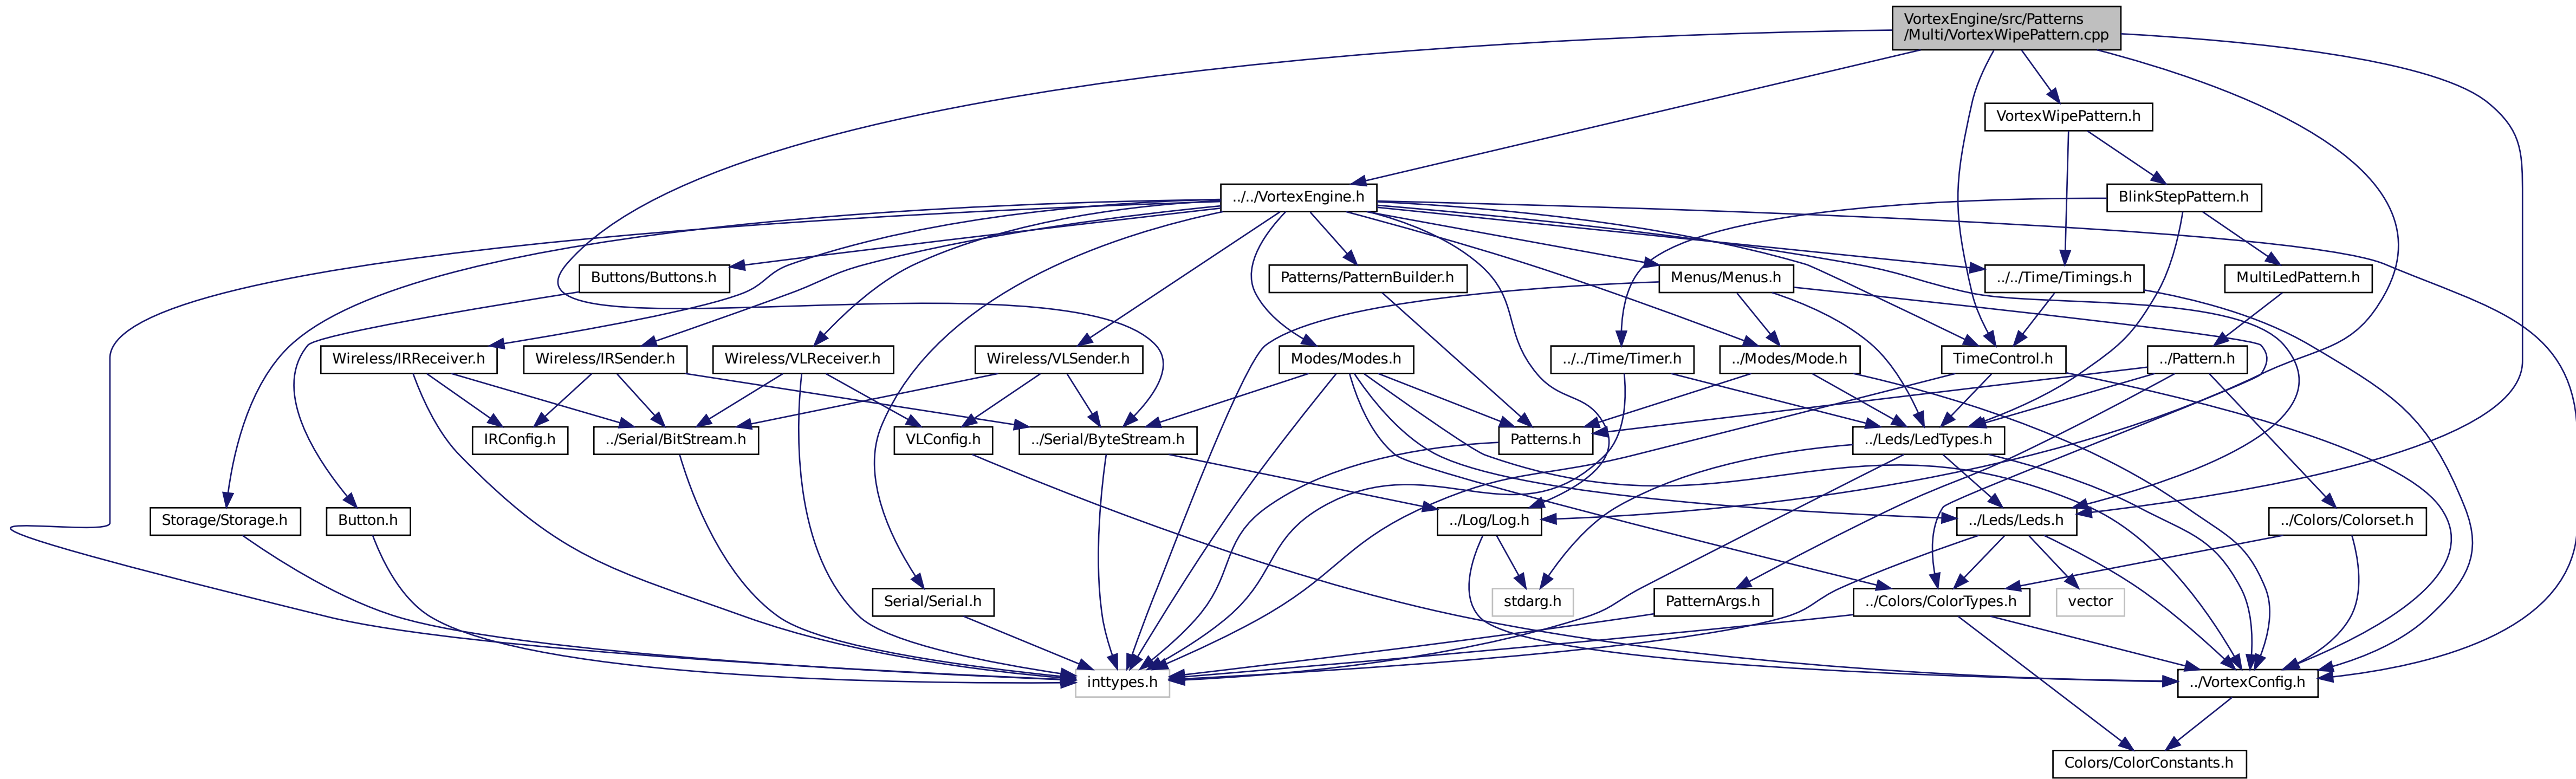 VortexEngine/src/Patterns
/Multi/VortexWipePattern.cpp
VortexWipePattern.h
../../VortexEngine.h
BlinkStepPattern.h
Buttons/Buttons.h
Patterns/PatternBuilder.h
Menus/Menus.h
../../Time/Timings.h
MultiLedPattern.h
Wireless/IRReceiver.h
Wireless/IRSender.h
Wireless/VLReceiver.h
Wireless/VLSender.h
Modes/Modes.h
../../Time/Timer.h
../Modes/Mode.h
TimeControl.h
../Pattern.h
IRConfig.h
../Serial/BitStream.h
VLConfig.h
../Serial/ByteStream.h
Patterns.h
../Leds/LedTypes.h
Storage/Storage.h
Button.h
../Log/Log.h
../Leds/Leds.h
../Colors/Colorset.h
Serial/Serial.h
stdarg.h
PatternArgs.h
../Colors/ColorTypes.h
vector
inttypes.h
../VortexConfig.h
Colors/ColorConstants.h